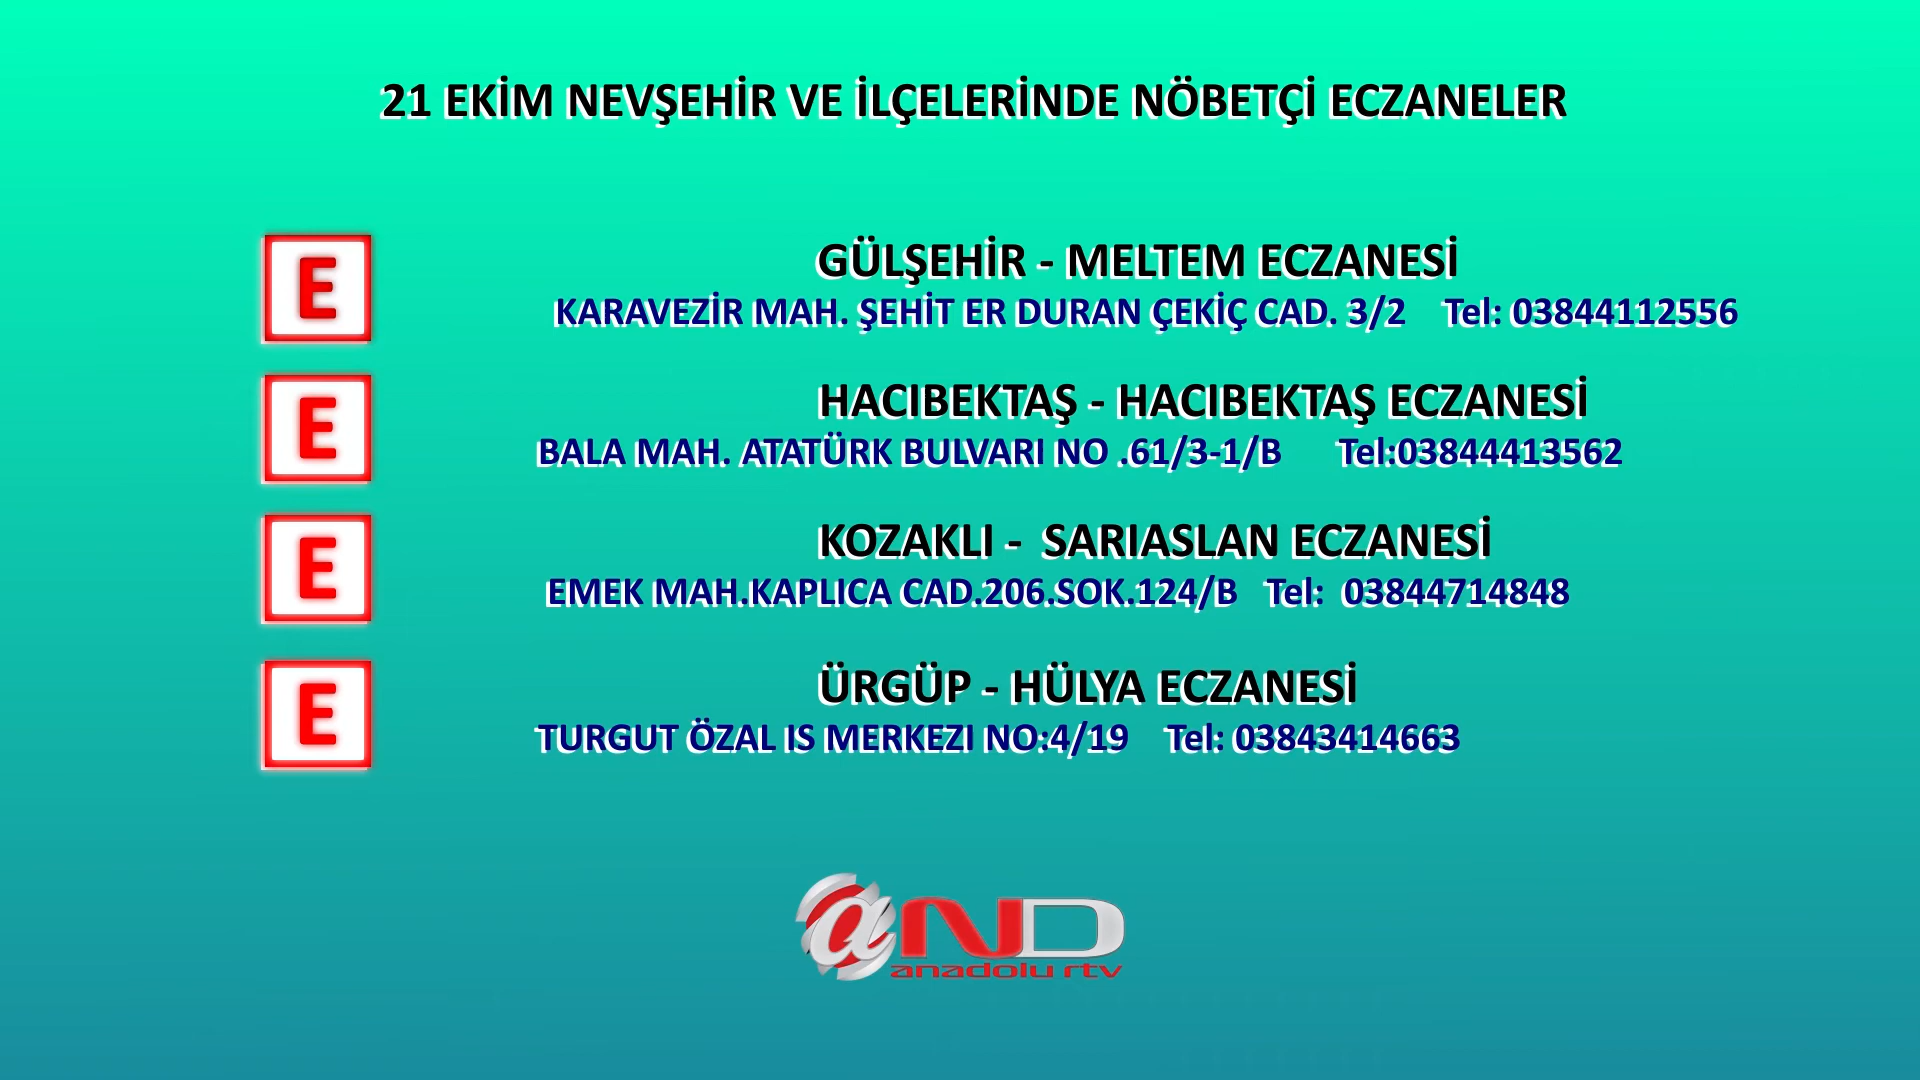 21 EKİM NEVŞEHİR VE İLÇELERİNDE NÖBETÇİ ECZANELER
E
GÜLŞEHİR - MELTEM ECZANESİ
KARAVEZİR MAH. ŞEHİT ER DURAN ÇEKİÇ CAD. 3/2 Tel: 03844112556
E
HACIBEKTAŞ - HACIBEKTAŞ ECZANESİ
BALA MAH. ATATÜRK BULVARI NO .61/3-1/B Tel:03844413562
E
KOZAKLI - SARIASLAN ECZANESİ
EMEK MAH.KAPLICA CAD.206.SOK.124/B Tel: 03844714848
E
ÜRGÜP - HÜLYA ECZANESİ
TURGUT ÖZAL IS MERKEZI NO:4/19 Tel: 03843414663
aND
anadolu rtv